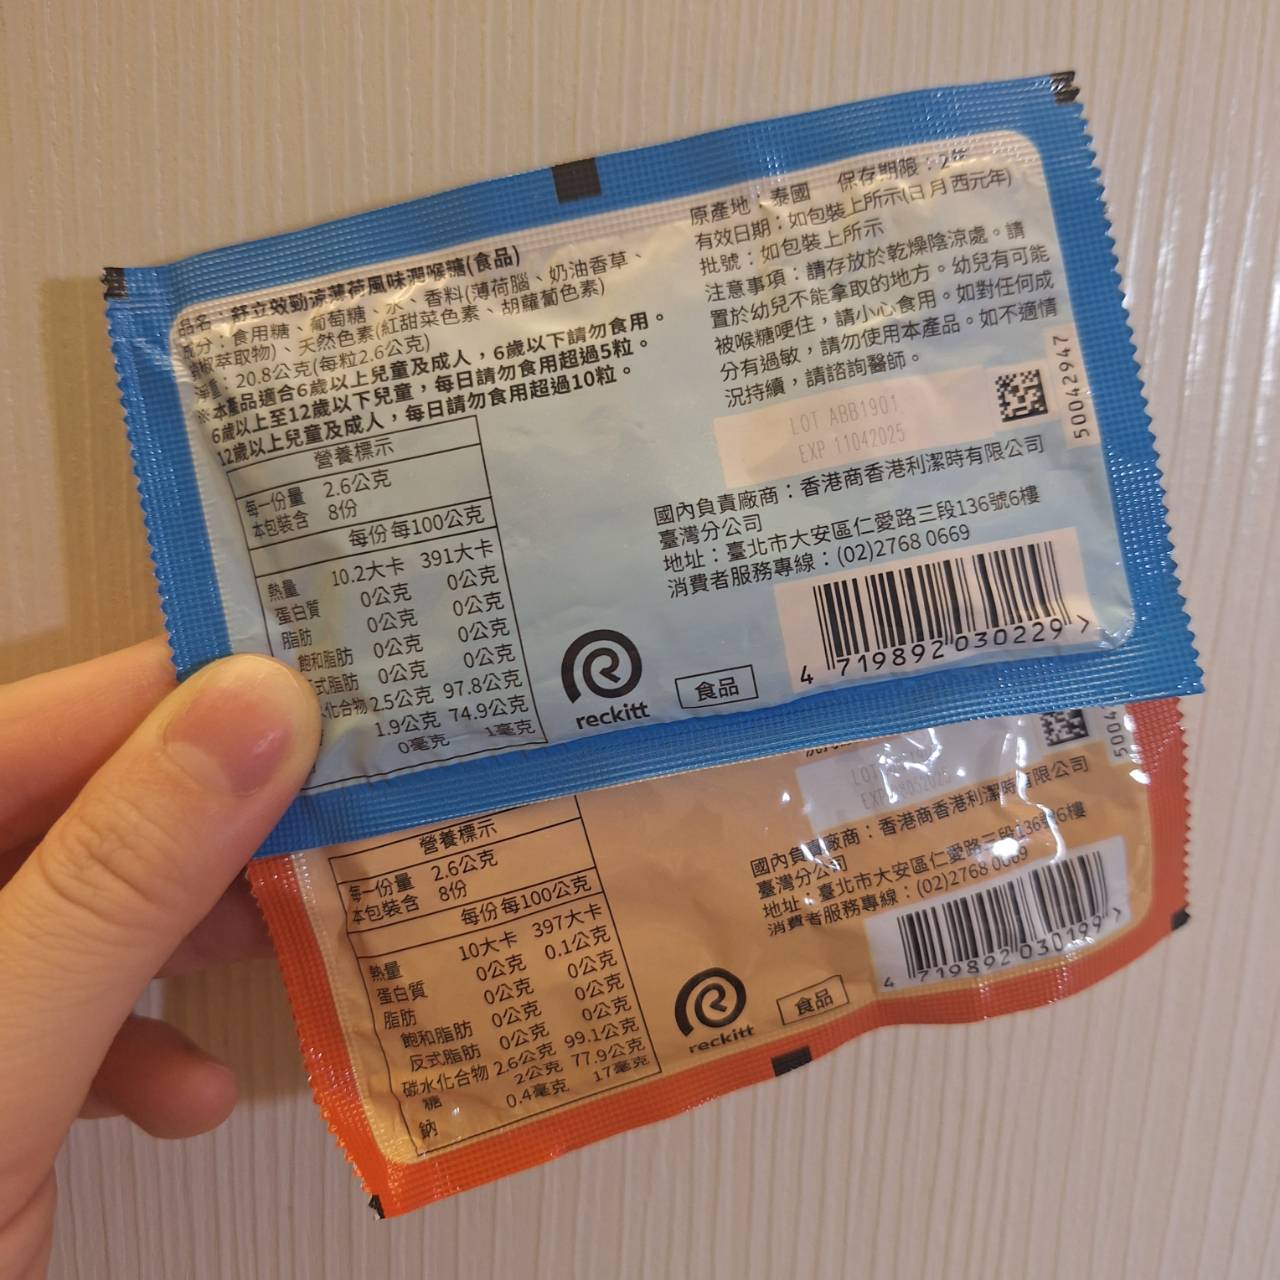 品名：舒立效勁涼薄荷風味潤喉糖(食品)
成分：食用糖、葡萄糖、水、香料(薄荷腦、奶油香草、
萃取物)、天然色素(紅甜菜色素、胡蘿蔔色素)
淨重：20.8公克(每粒2.6公克)
※本產品適合6歲以上兒童及成人，6歲以下請勿食用。
6歲以上至12歲以下兒童，每日請勿食用超過5粒。
12歲以上兒童及成人，每日請勿食用超過10粒。
營養標示
每一份量 2.6公克
本包裝含 8份
每份 每100公克
熱量 10.2大卡 391大卡
蛋白質 0公克 0公克
脂肪 0公克 0公克
飽和脂肪 0公克 0公克
式脂肪 0公克 0公克
化合物 2.5公克 97.8公克
1.9公克 74.9公克
0毫克 1毫克
原產地：泰國 保存期限：2年
有效日期：如包裝上所示(日 月 西元年)
批號：如包裝上所示
注意事項：請存放於乾燥陰涼處。請
置於幼兒不能拿取的地方。幼兒有可能
被喉糖哽住，請小心食用。如對任何成
分有過敏，請勿使用本產品。如不適情
況持續，請諮詢醫師。
LOT ABB1901
EXP 11042025
50042947
國內負責廠商：香港商香港利潔時有限公司
臺灣分公司
地址：臺北市大安區仁愛路三段136號6樓
消費者服務專線：(02)2768 0669
reckitt
食品
4 719892 030229 >
營養標示
每一份量 2.6公克
本包裝含 8份
每份 每100公克
熱量 10大卡 397大卡
蛋白質 0公克 0.1公克
脂肪 0公克 0公克
飽和脂肪 0公克 0公克
反式脂肪 0公克 0公克
碳水化合物 2.6公克 99.1公克
糖 2公克 77.9公克
鈉 0.4毫克 17毫克
LOT
EXP
5004
國內負責廠商：香港商香港利潔時有限公司
臺灣分公司
地址：臺北市大安區仁愛路三段136號6樓
消費者服務專線：(02)2768 0669
reckitt
食品
4 719892 030199 >